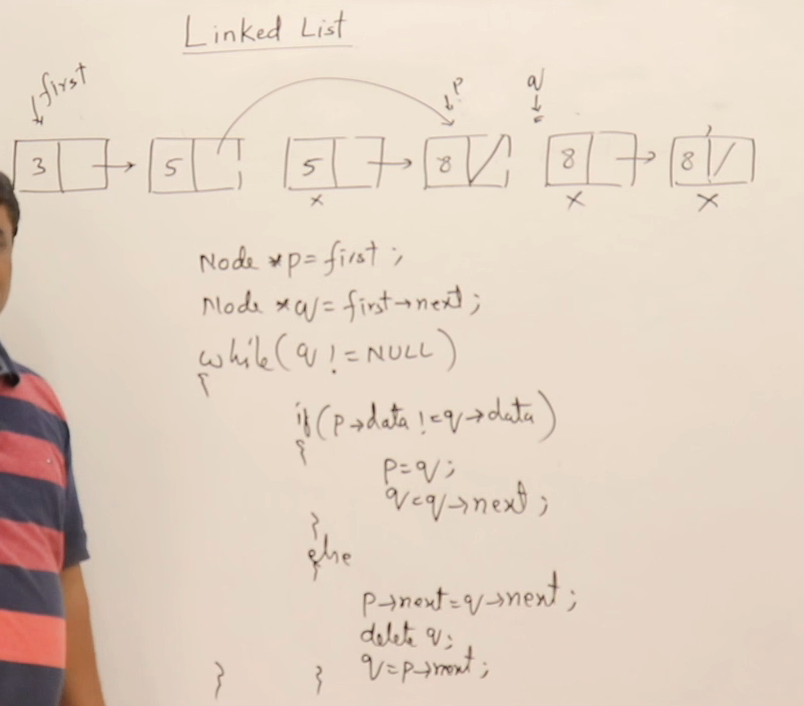 Linked List
first
p
q
3 5 5 8 8 8
x x x
Node *p=first;
Node *q=first→next;
while(q!=NULL)
{
if(p→data!=q→data)
{
p=q;
q=q→next;
}
else
{
p→next=q→next;
delete q;
q=p→next;
} }